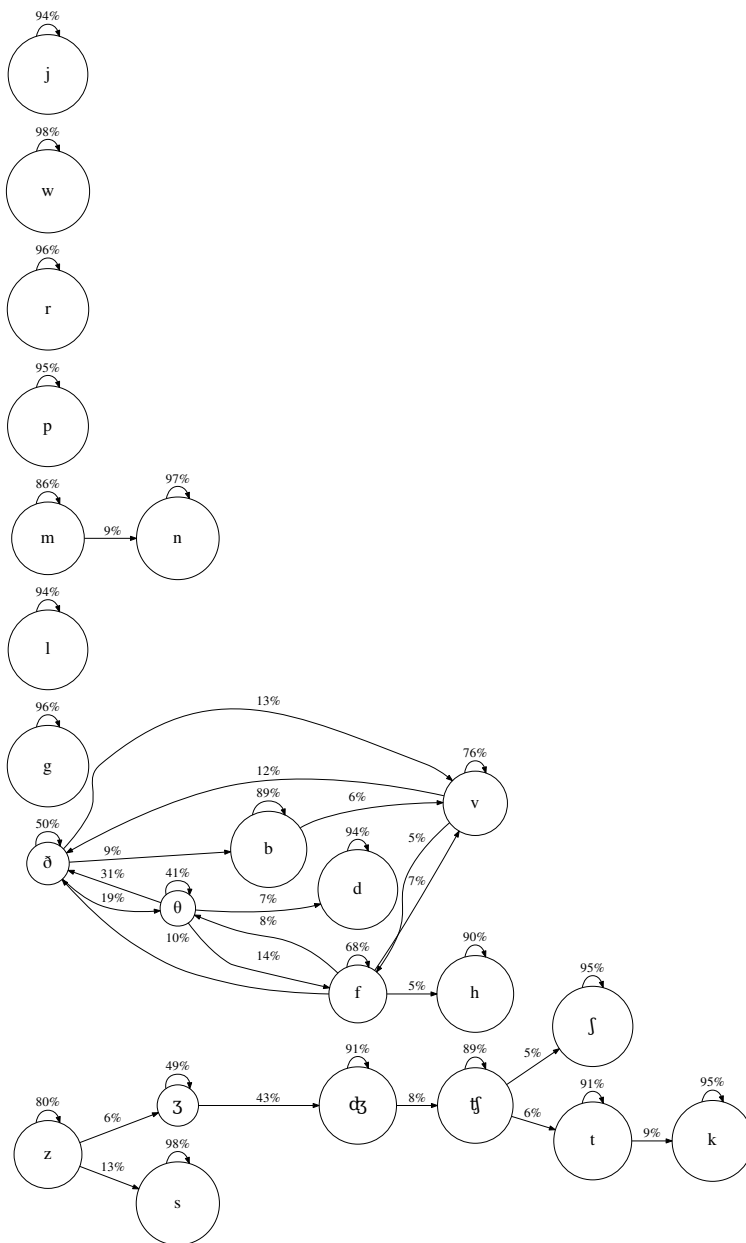 94%
j
98%
w
96%
r
95%
p
86%
97%
m
9%
n
94%
l
96%
g
13%
12%
76%
v
89%
6%
b
50%
ð
9%
5%
94%
d
31%
41%
θ
7%
7%
19%
8%
10%
14%
68%
f
5%
90%
h
95%
ʃ
49%
ʒ
43%
91%
ʤ
8%
89%
ʧ
5%
6%
91%
t
9%
95%
k
80%
z
6%
13%
98%
s